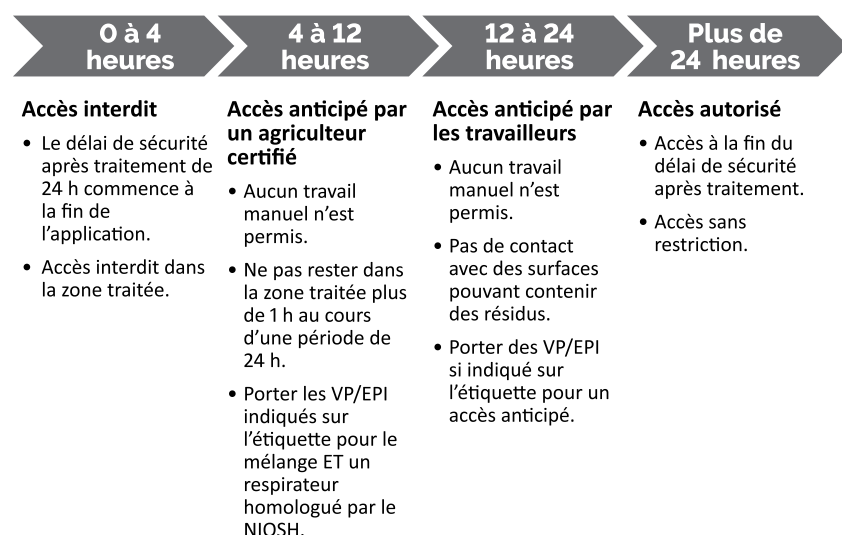 0 à 4
heures
4 à 12
heures
12 à 24
heures
Plus de
24 heures
Accès interdit
• Le délai de sécurité
après traitement de
24 h commence à
la fin de
l’application.
• Accès interdit dans
la zone traitée.
Accès anticipé par
un agriculteur
certifié
• Aucun travail
manuel n’est
permis.
• Ne pas rester dans
la zone traitée plus
de 1 h au cours
d’une période de
24 h.
• Porter les VP/EPI
indiqués sur
l’étiquette pour le
mélange ET un
respirateur
homologué par le
NIOSH.
Accès anticipé par
les travailleurs
• Aucun travail
manuel n’est
permis.
• Pas de contact
avec des surfaces
pouvant contenir
des résidus.
• Porter des VP/EPI
si indiqué sur
l’étiquette pour un
accès anticipé.
Accès autorisé
• Accès à la fin du
délai de sécurité
après traitement.
• Accès sans
restriction.